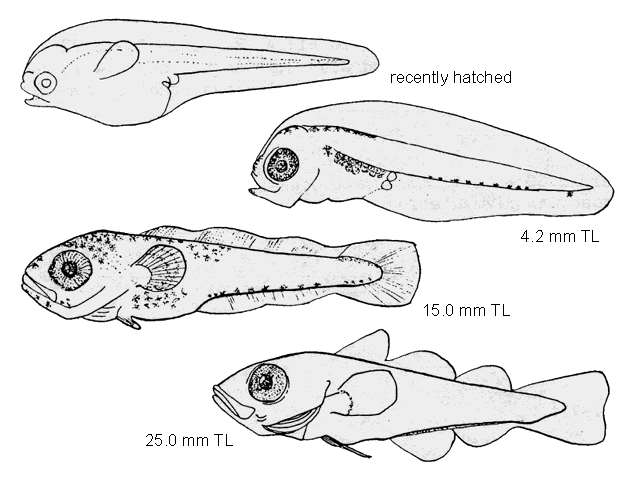 recently hatched
4.2 mm TL
15.0 mm TL
25.0 mm TL